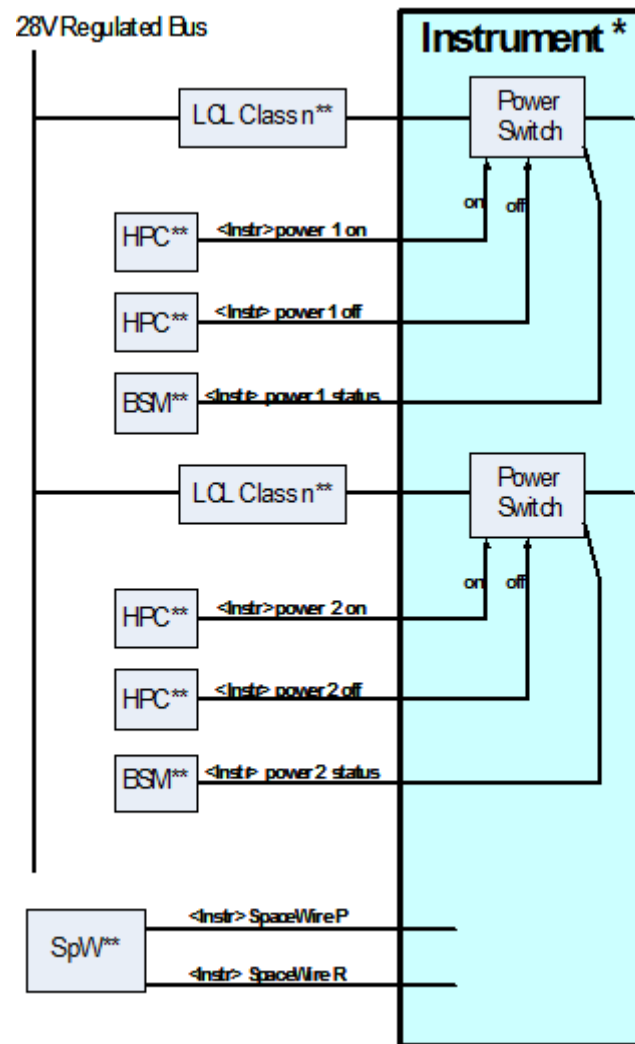 28V Regulated Bus
Instrument *
LCL Class n**
Power
Switch
on
off
HPC**
<Instr>power 1 on
HPC**
<Instr> power 1 off
BSM**
<Instr> power 1 status
LCL Class n**
Power
Switch
on
off
HPC**
<Instr>power 2 on
HPC**
<Instr> power 2 off
BSM**
<Instr> power 2 status
SpW**
<Instr> SpaceWire P
<Instr> SpaceWire R